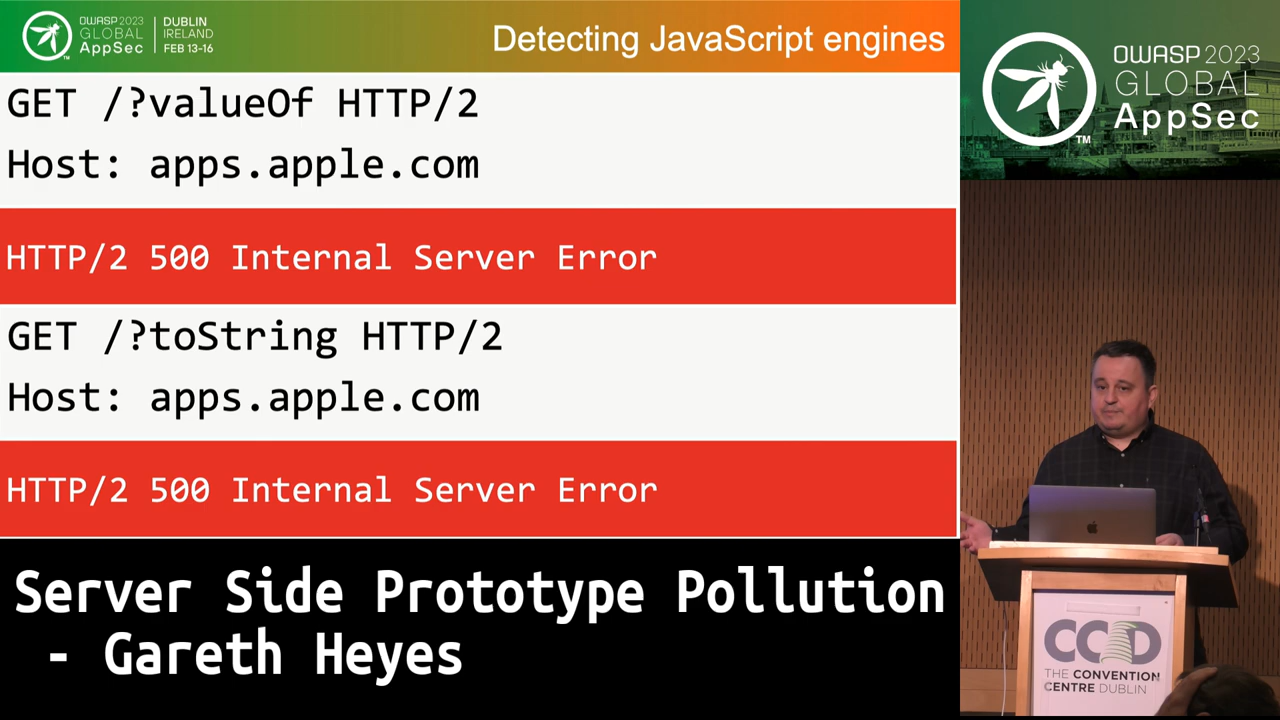 OWASP 2023
GLOBAL
AppSec
TM
DUBLIN
IRELAND
FEB 13-16
Detecting JavaScript engines
GET /?valueOf HTTP/2
Host: apps.apple.com
HTTP/2 500 Internal Server Error
GET /?toString HTTP/2
Host: apps.apple.com
HTTP/2 500 Internal Server Error
Server Side Prototype Pollution
- Gareth Heyes
OWASP 2023
GLOBAL
AppSec
TM
CCD
THE CONVENTION
CENTRE DUBLIN